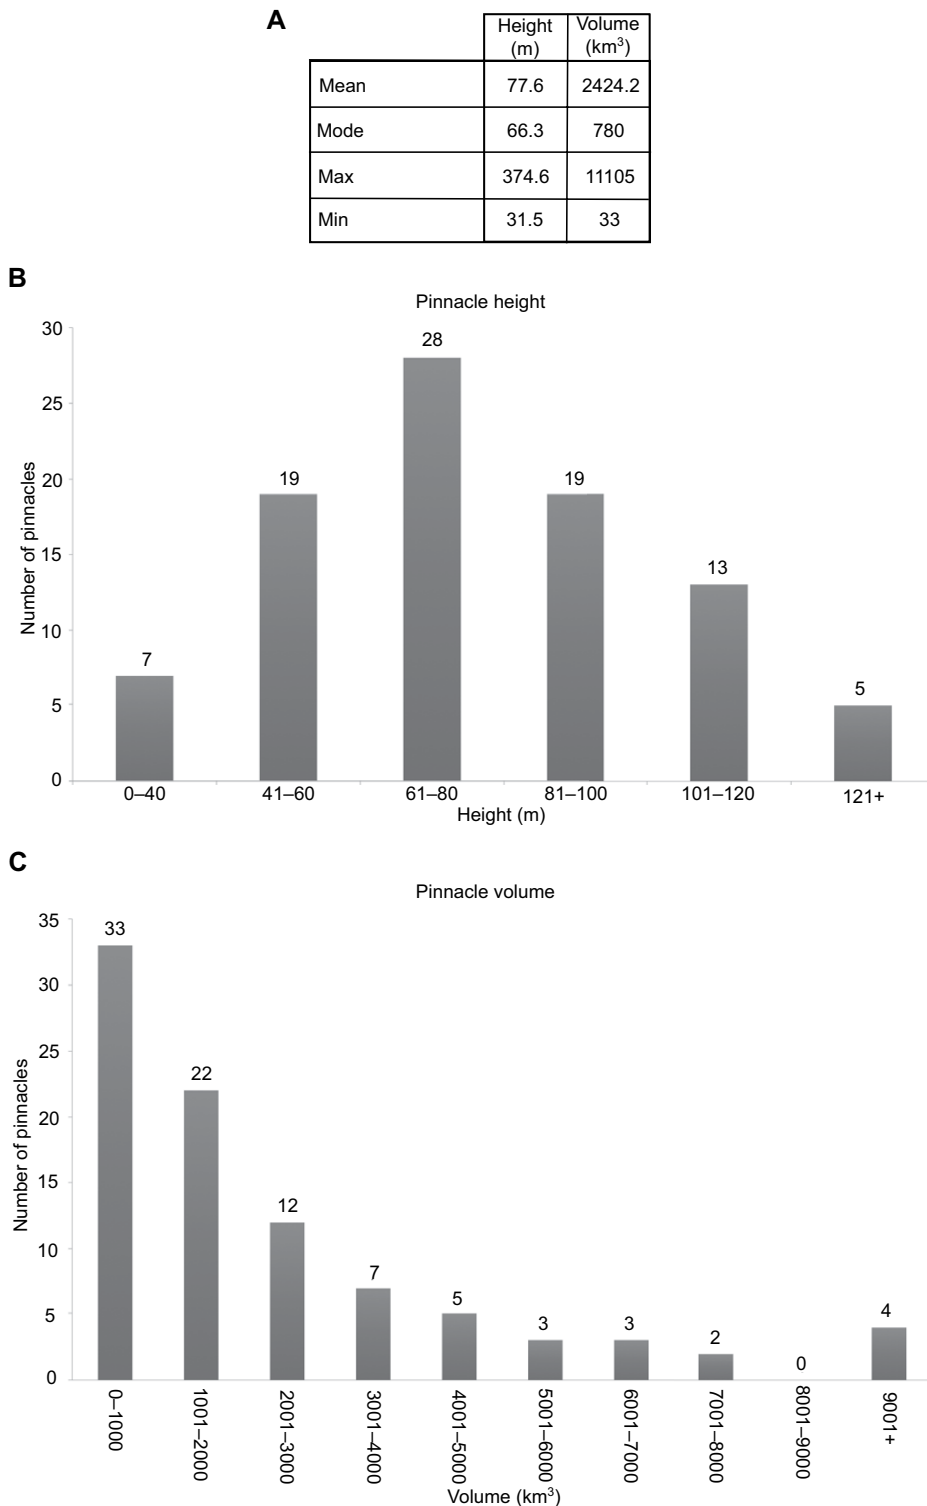 A
Height (m) Volume (km³)
Mean 77.6 2424.2
Mode 66.3 780
Max 374.6 11105
Min 31.5 33
B
Pinnacle height
Number of pinnacles
30
25
20
15
10
5
0
7 19 28 19 13 5
0–40 41–60 61–80 81–100 101–120 121+
Height (m)
C
Pinnacle volume
Number of pinnacles
35
30
25
20
15
10
5
0
33 22 12 7 5 3 3 2 0 4
0–1000 1001–2000 2001–3000 3001–4000 4001–5000 5001–6000 6001–7000 7001–8000 8001–9000 9001+
Volume (km³)